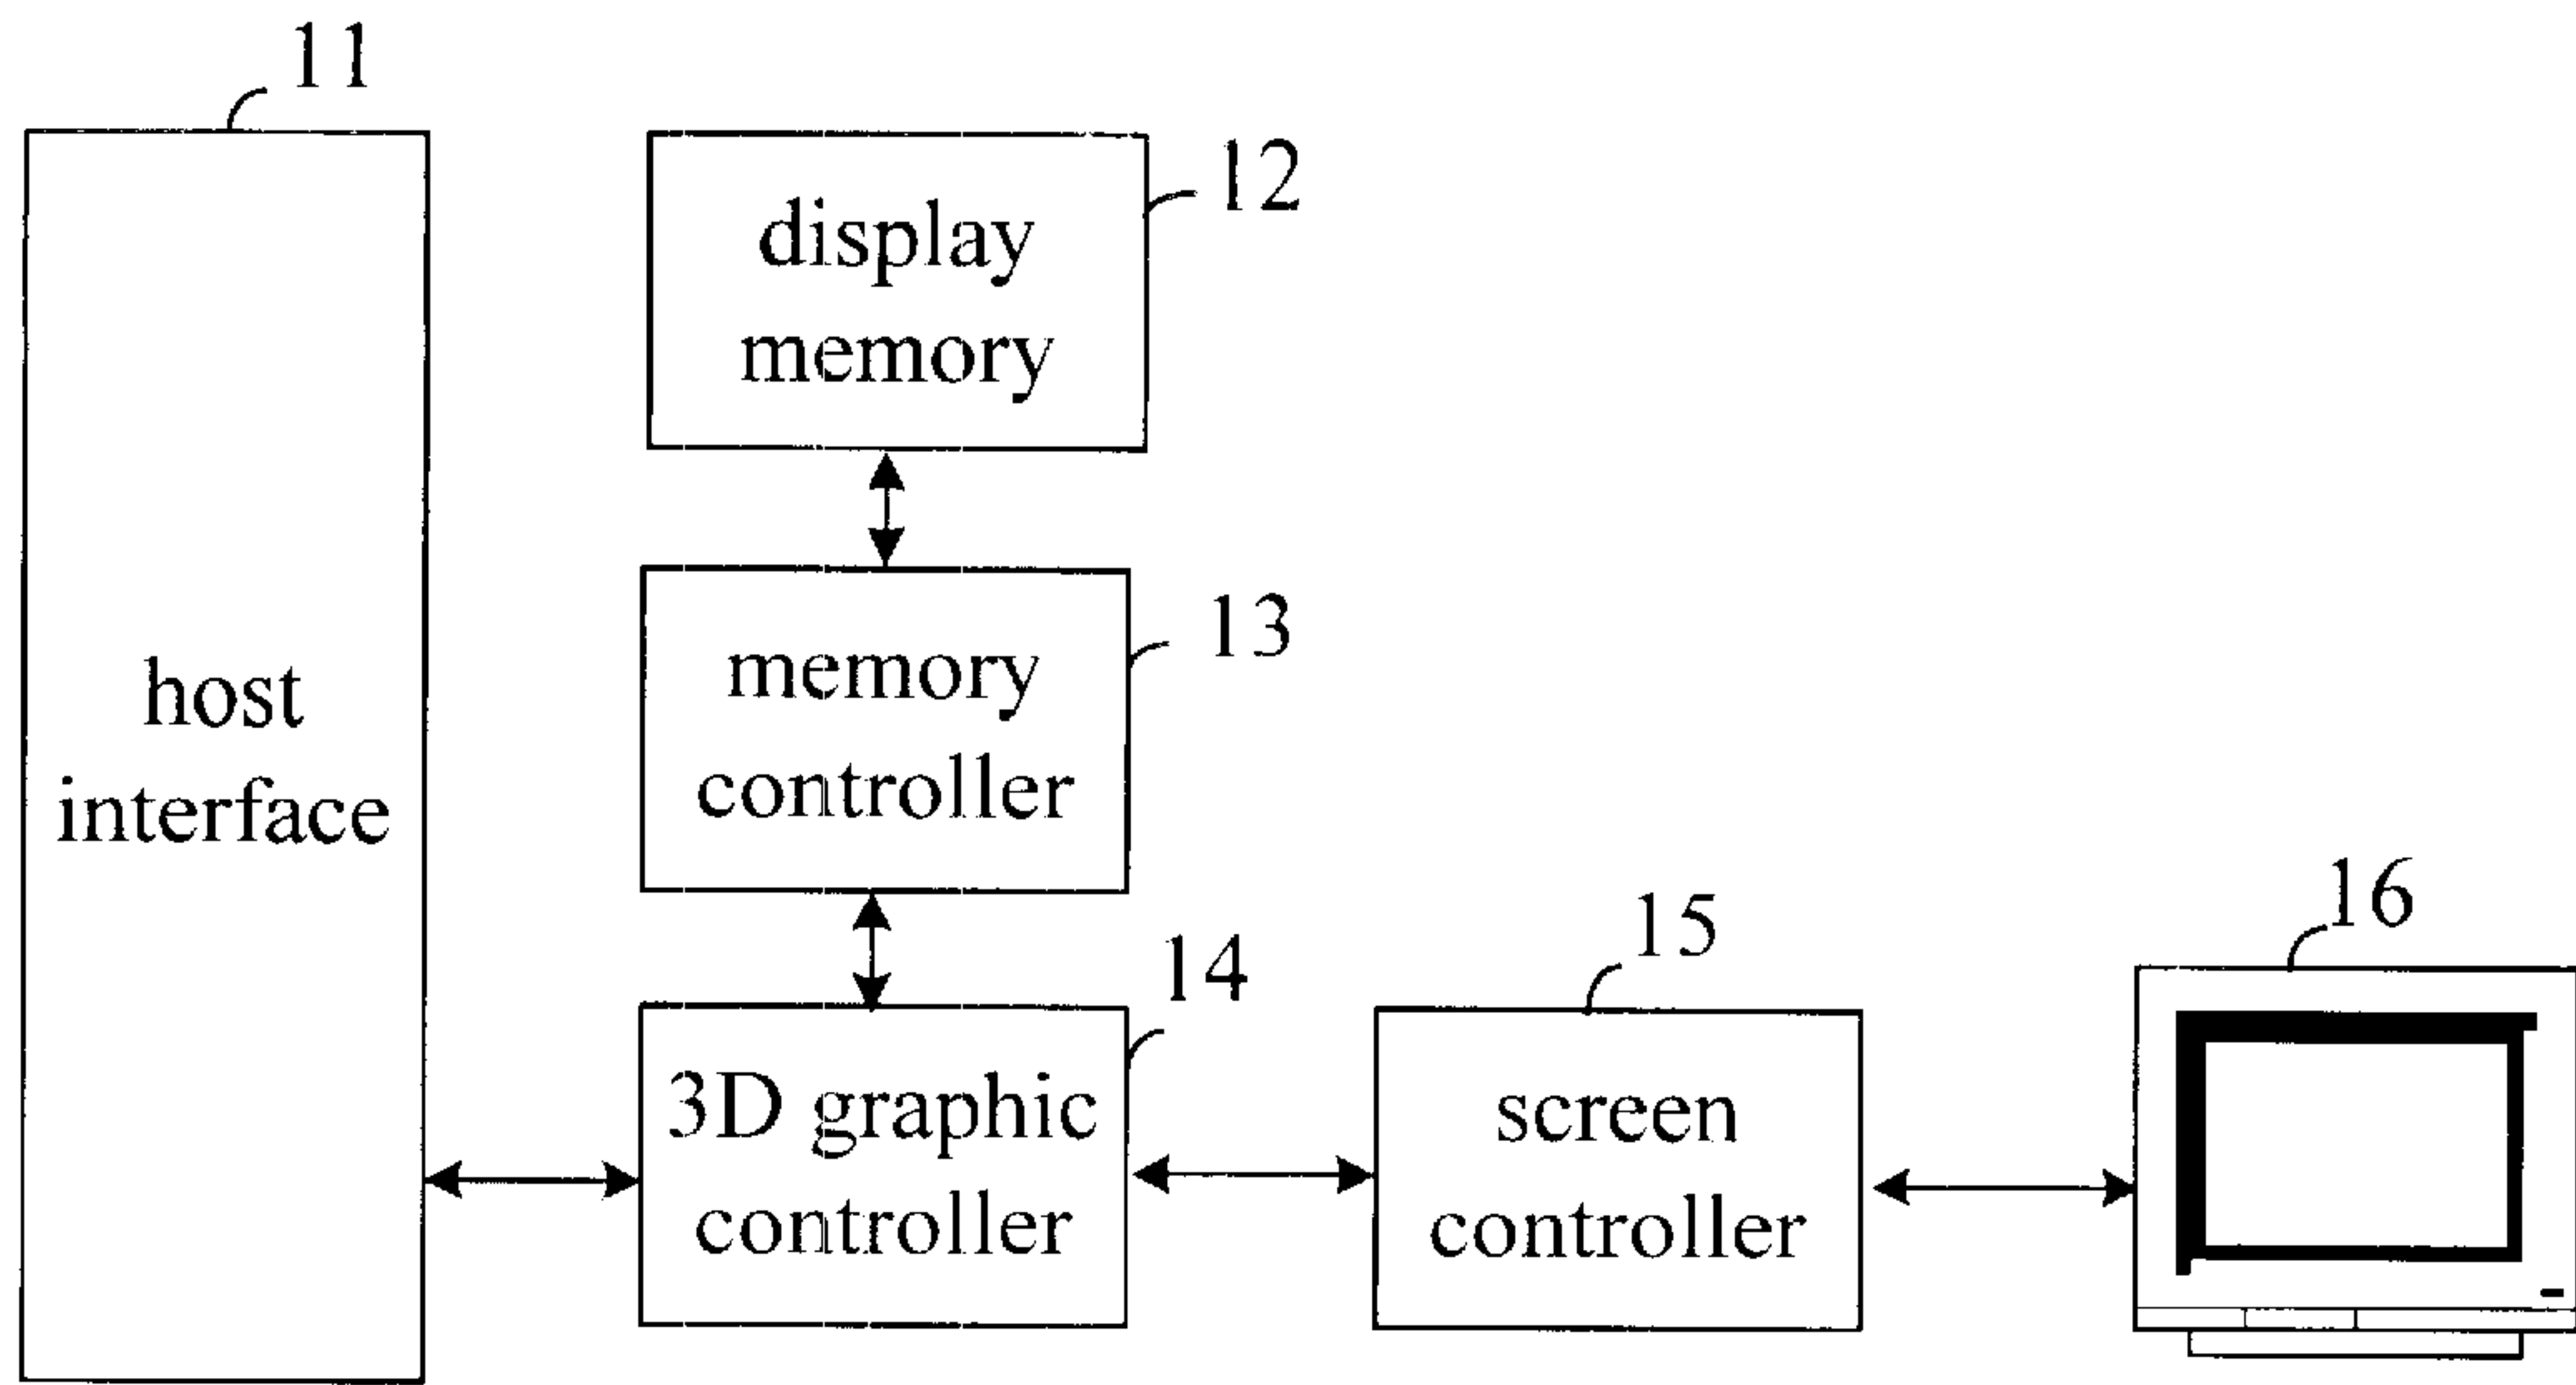 11
12
display
memory
13
memory
controller
host
interface
14
3D graphic
controller
15
screen
controller
16